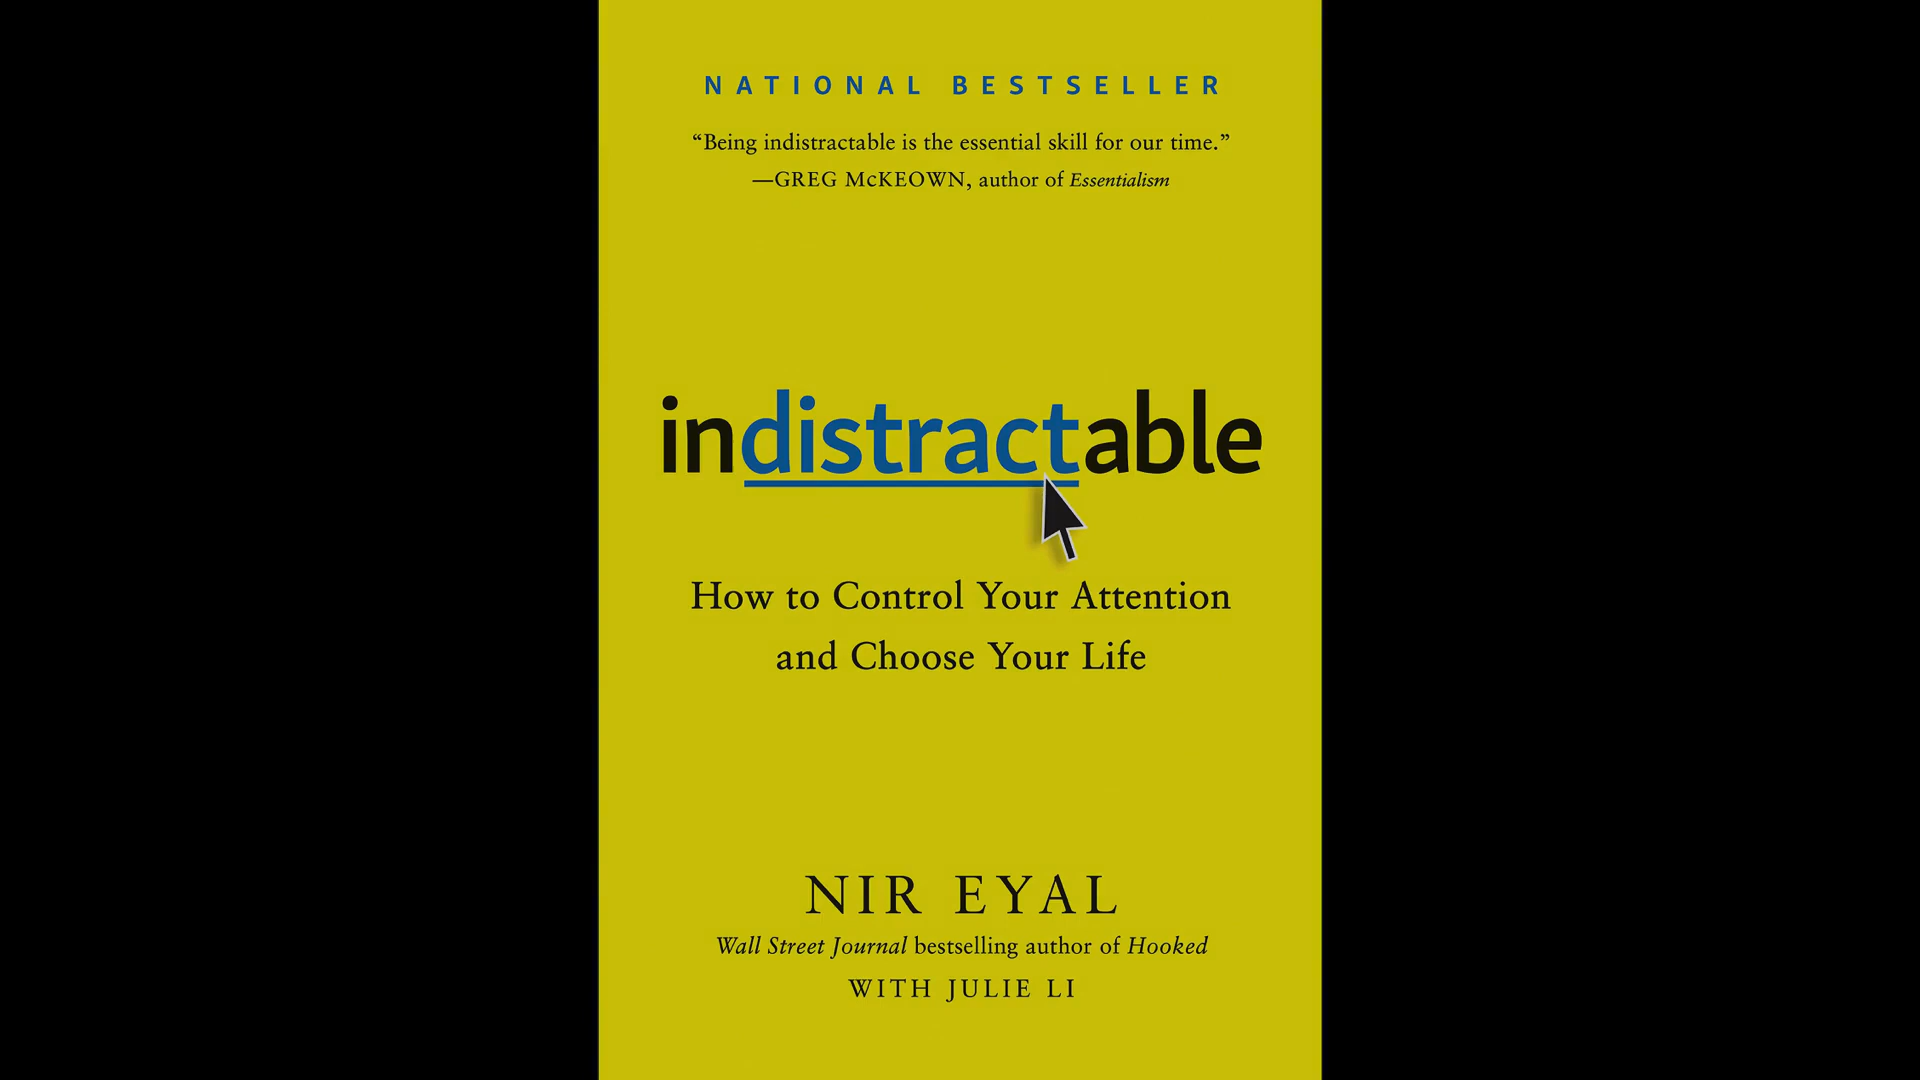 NATIONAL BESTSELLER
“Being indistractable is the essential skill for our time.”
—GREG McKEOWN, author of Essentialism
indistractable
How to Control Your Attention
and Choose Your Life
NIR EYAL
Wall Street Journal bestselling author of Hooked
WITH JULIE LI